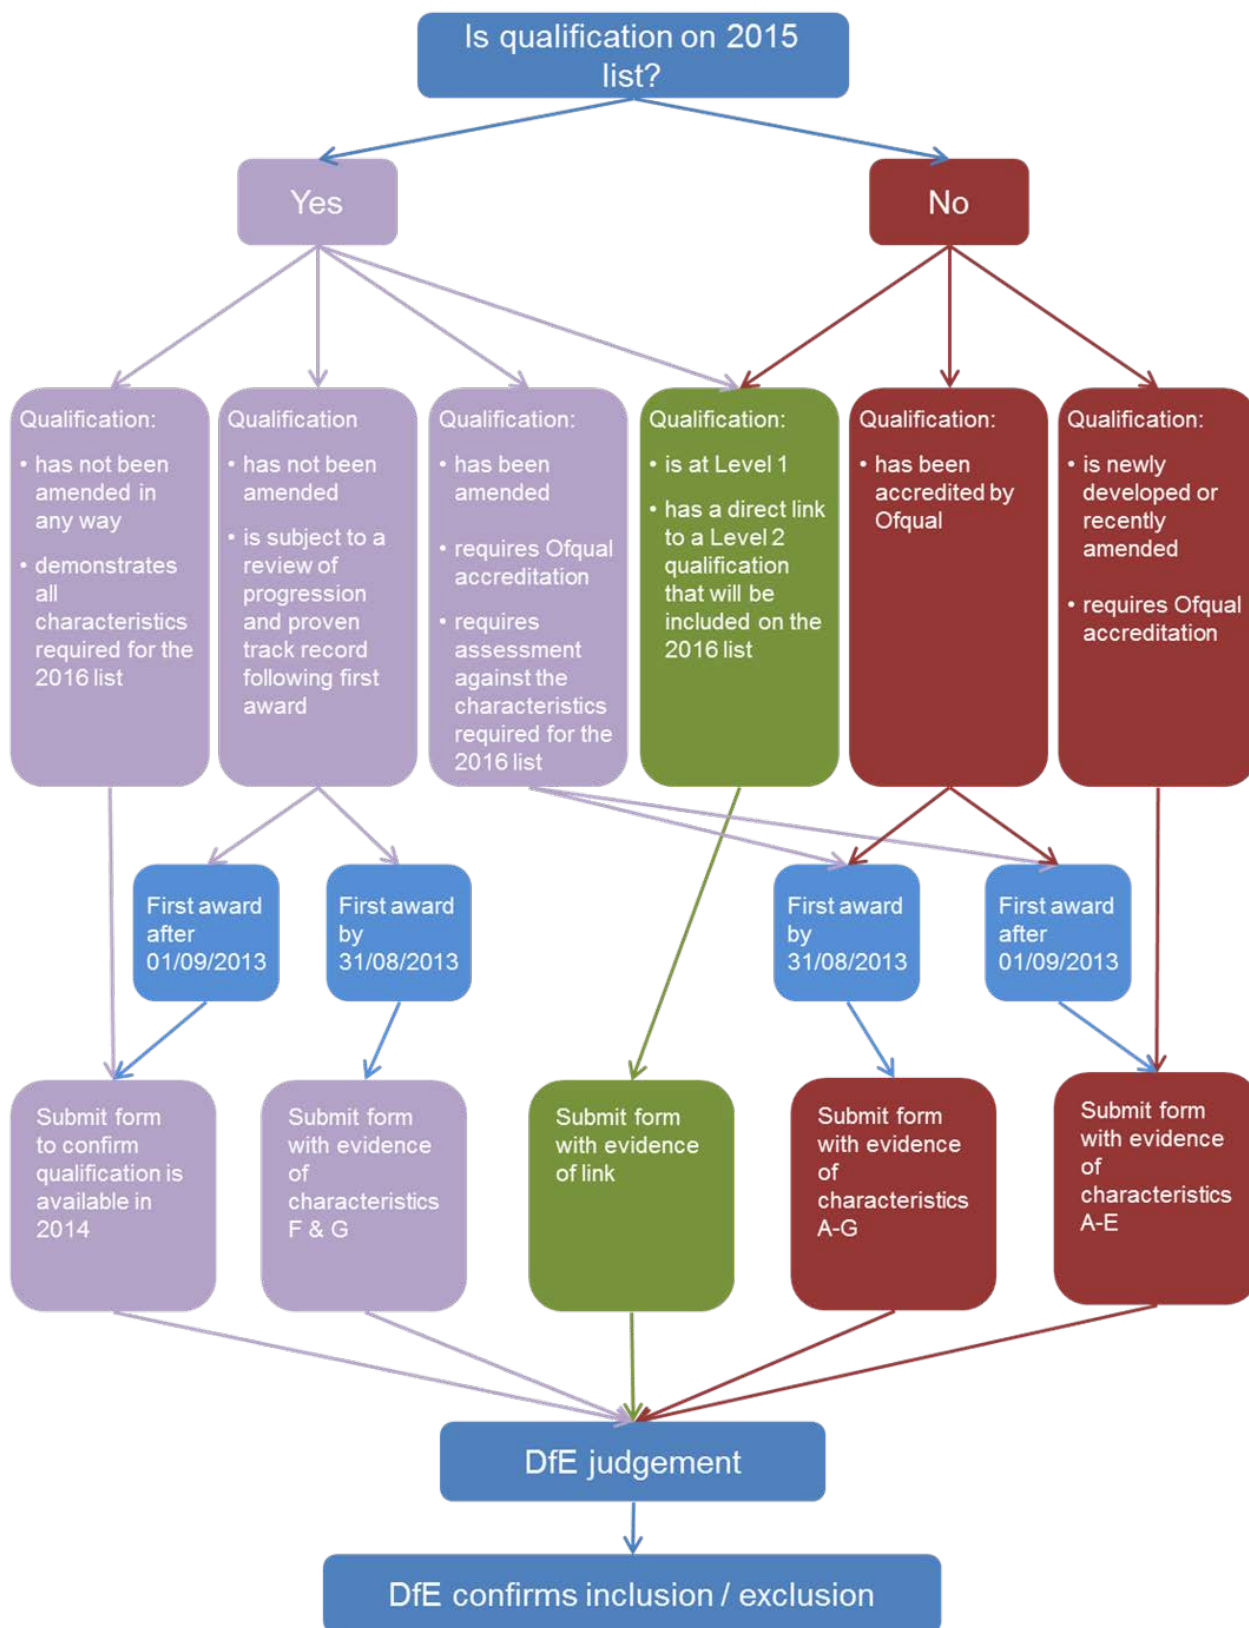 Is qualification on 2015
list?
Yes
No
Qualification:
• has not been
amended in
any way
• demonstrates
all
characteristics
required for the
2016 list
Qualification
• has not been
amended
• is subject to a
review of
progression
and proven
track record
following first
award
Qualification:
• has been
amended
• requires Ofqual
accreditation
• requires
assessment
against the
characteristics
required for the
2016 list
Qualification:
• is at Level 1
• has a direct link
to a Level 2
qualification
that will be
included on the
2016 list
Qualification:
• has been
accredited by
Ofqual
Qualification:
• is newly
developed or
recently
amended
• requires Ofqual
accreditation
First award
after
01/09/2013
First award
by
31/08/2013
First award
by
31/08/2013
First award
after
01/09/2013
Submit form
to confirm
qualification is
available in
2014
Submit form
with evidence
of
characteristics
F & G
Submit form
with evidence
of link
Submit form
with evidence
of
characteristics
A-G
Submit form
with evidence
of
characteristics
A-E
DfE judgement
DfE confirms inclusion / exclusion